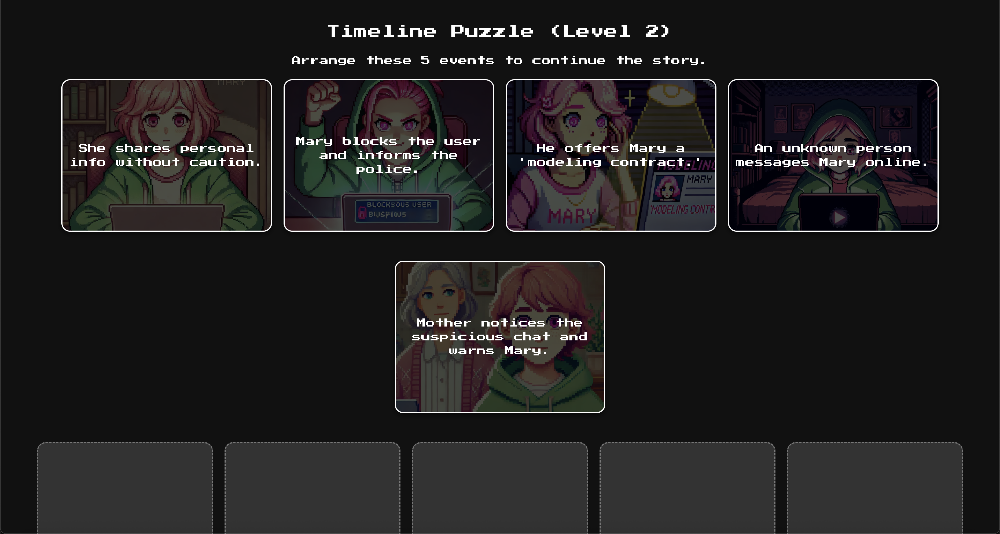 Timeline Puzzle (Level 2)
Arrange these 5 events to continue the story.
MARY
She shares personal
info without caution.
Mary blocks the user
and informs the
police.
BLOCKSOUS USER
BLUSPIOUS
He offers Mary a
'modeling contract.'
MODELING
MARY
MARY
'MODELING CONTR
An unknown person
messages Mary online.
Mother notices the
suspicious chat and
warns Mary.